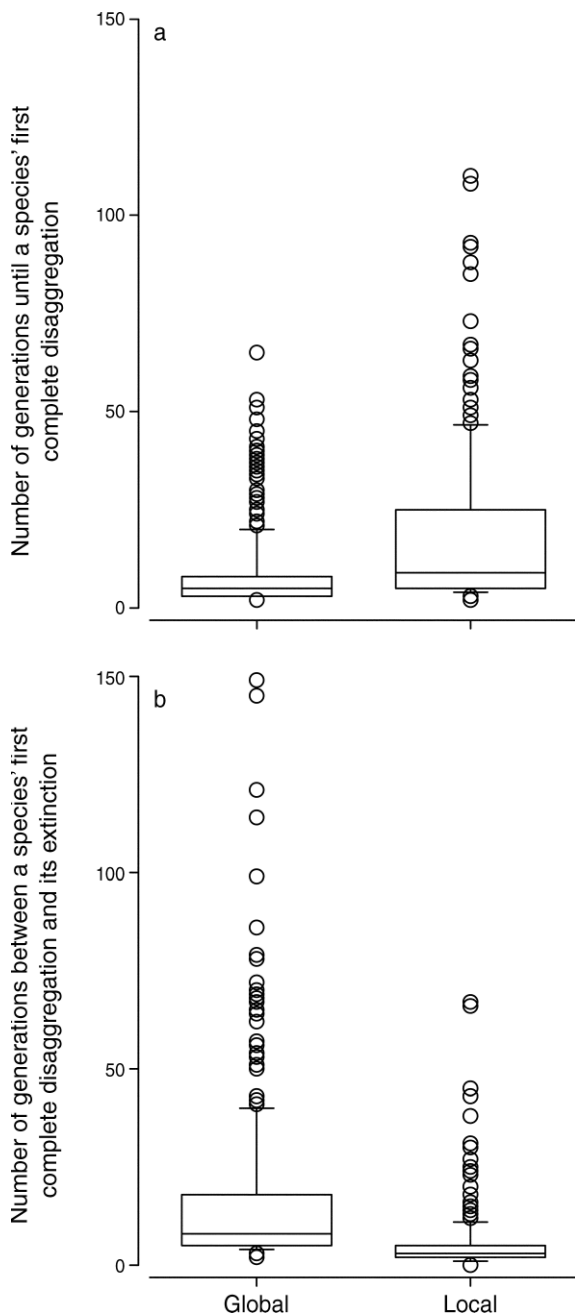 150
a
100
50
0
Number of generations until a species’ first
complete disaggregation
150
b
100
50
0
Number of generations between a species’ first
complete disaggregation and its extinction
Global
Local